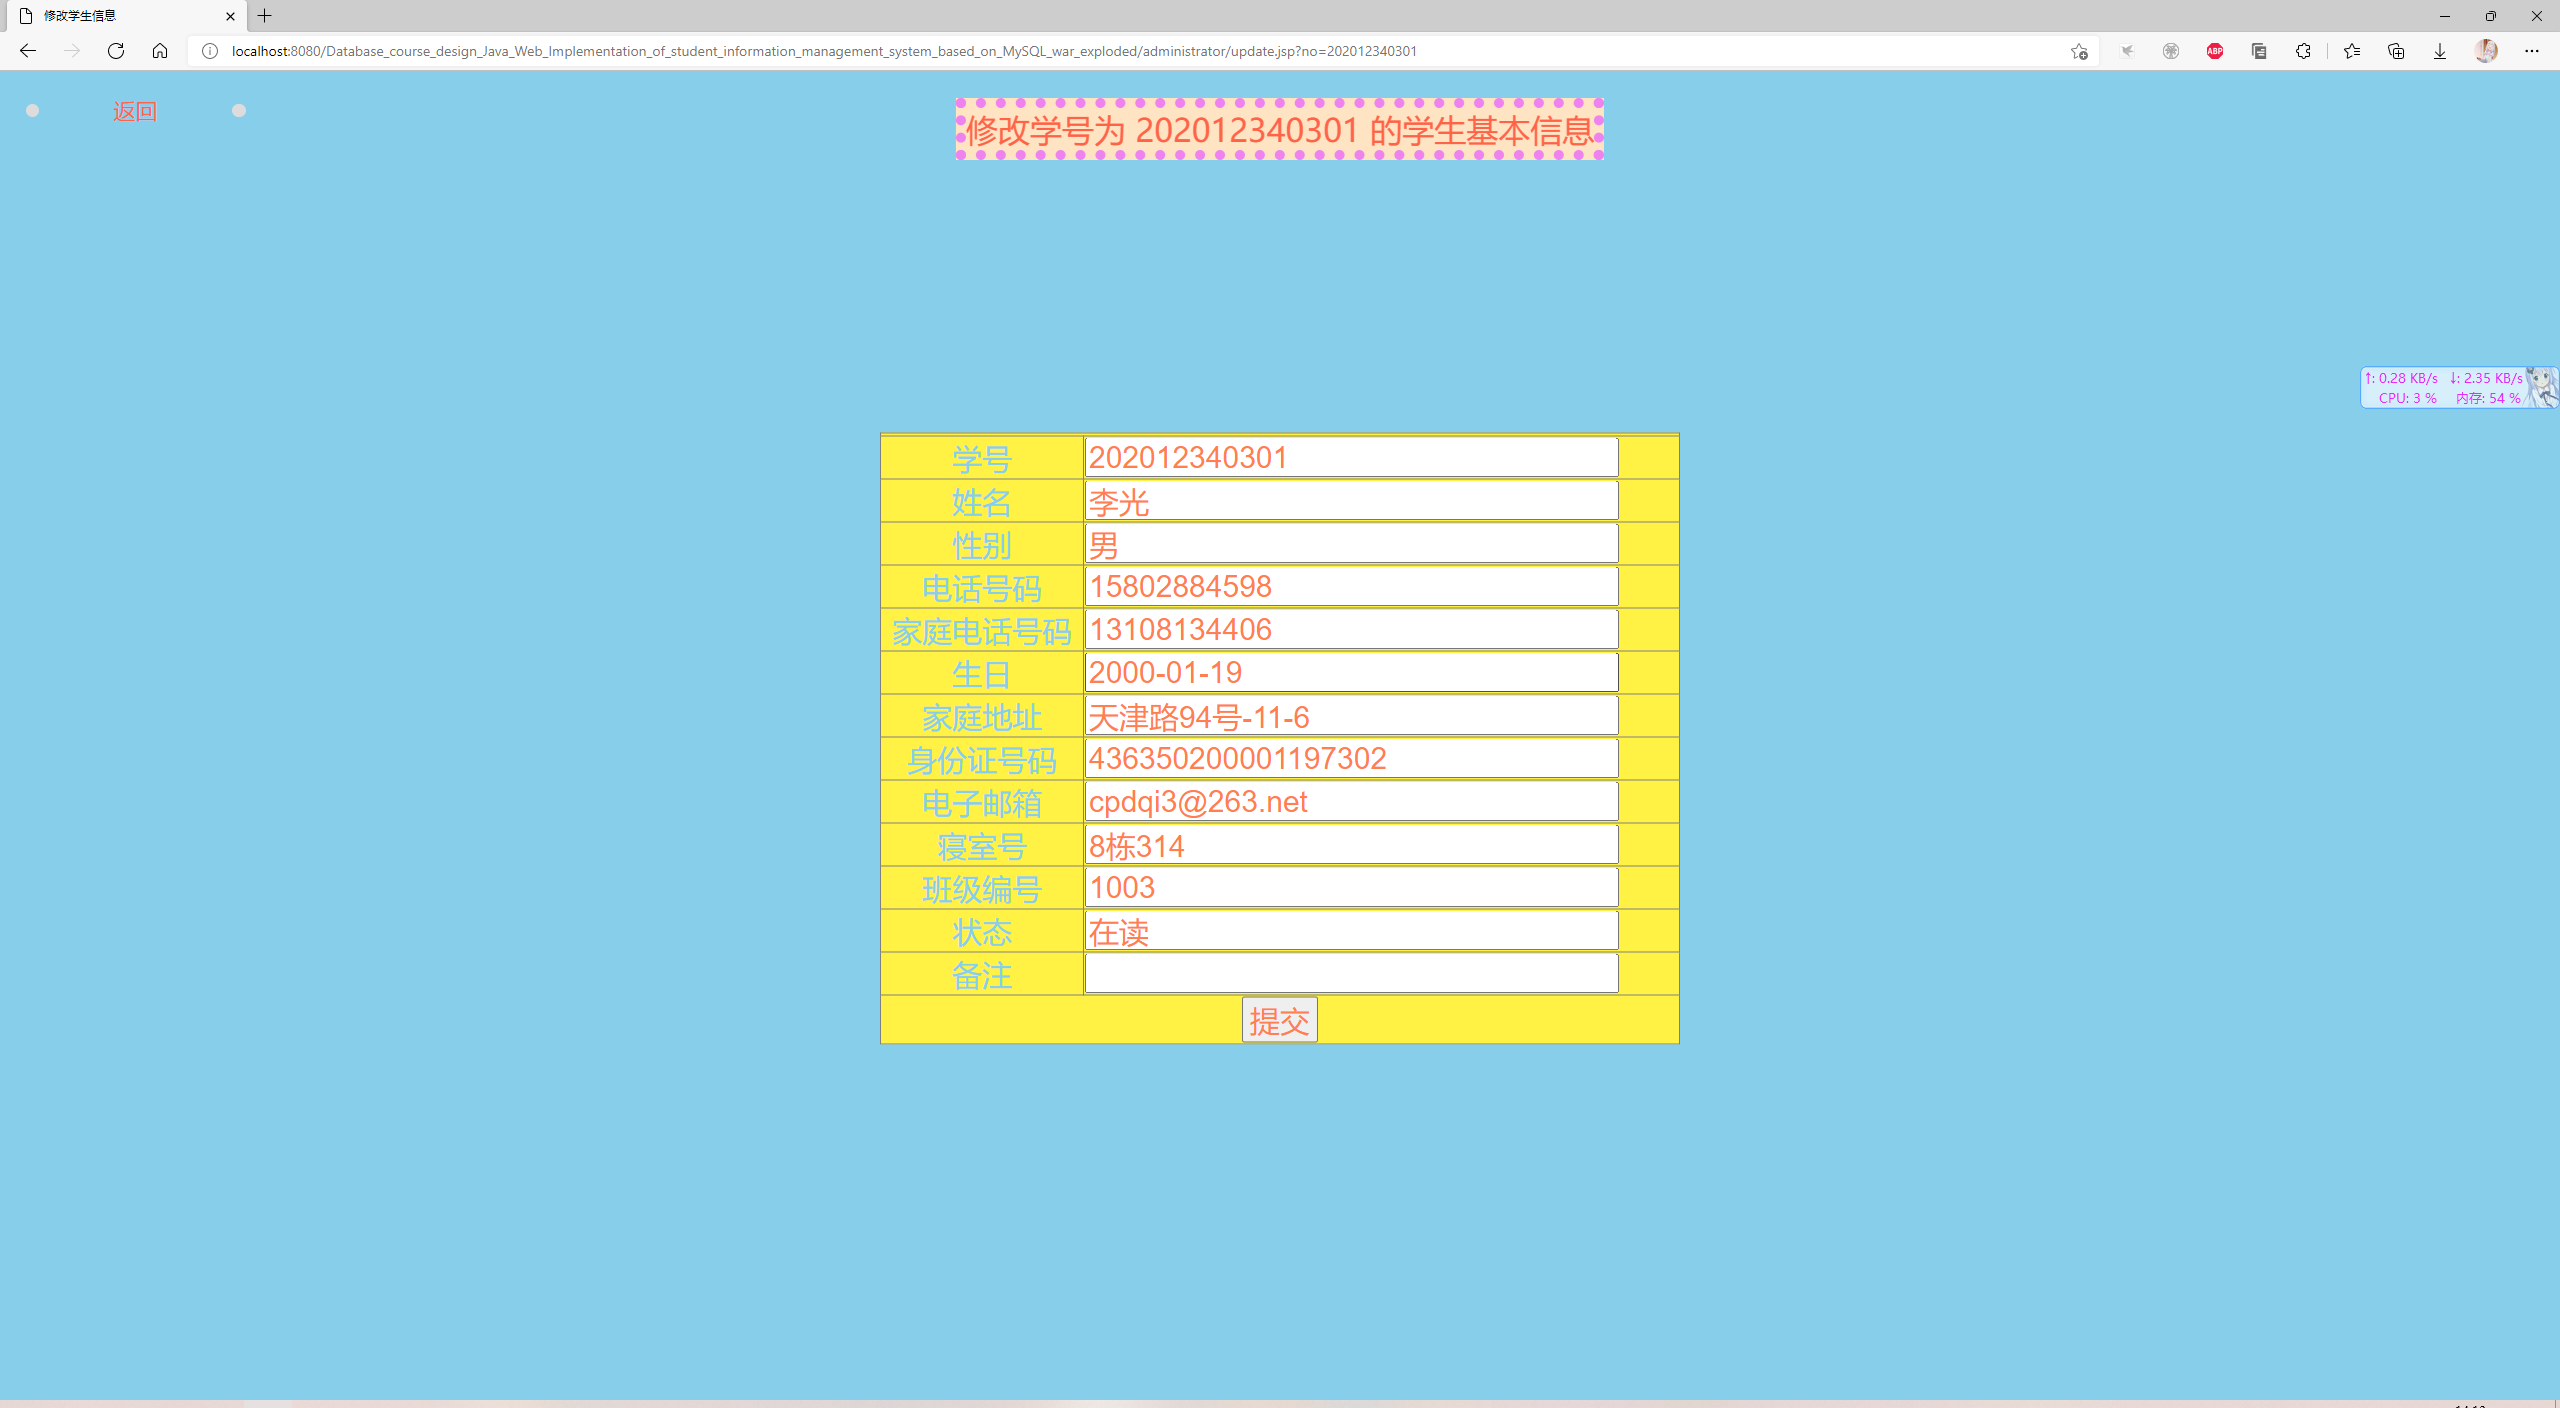 修改学生信息
localhost:8080/Database_course_design_Java_Web_Implementation_of_student_information_management_system_based_on_MySQL_war_exploded/administrator/update.jsp?no=202012340301
ABP
返回
修改学号为 202012340301 的学生基本信息
↑: 0.28 KB/s ↓: 2.35 KB/s
CPU: 3 % 内存: 54 %
学号 202012340301
姓名 李光
性别 男
电话号码 15802884598
家庭电话号码 13108134406
生日 2000-01-19
家庭地址 天津路94号-11-6
身份证号码 436350200001197302
电子邮箱 cpdqi3@263.net
寝室号 8栋314
班级编号 1003
状态 在读
备注
提交